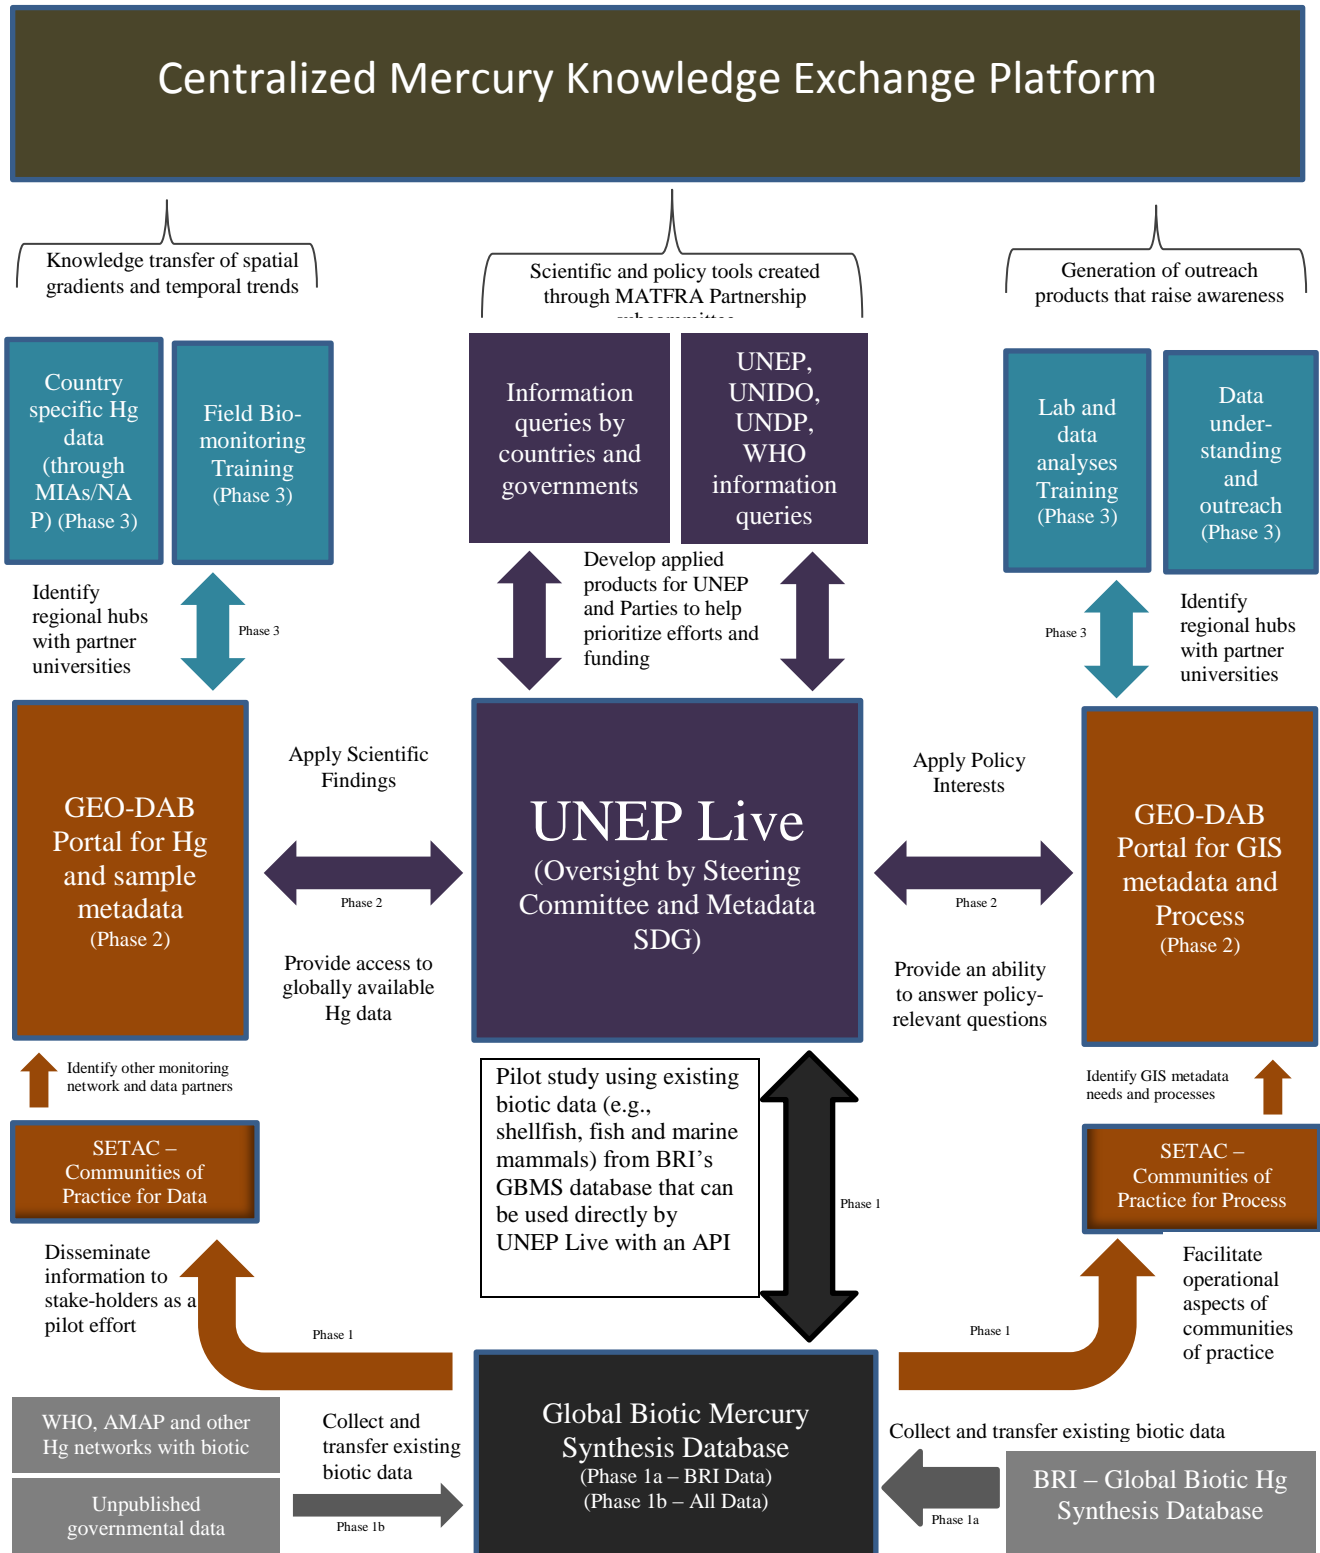 Centralized Mercury Knowledge Exchange Platform
Knowledge transfer of spatial
gradients and temporal trends
Scientific and policy tools created
through MATFRA Partnership
subcommittee
Generation of outreach
products that raise awareness
Country
specific Hg
data
(through
MIAs/NA
P) (Phase 3)
Field Bio-
monitoring
Training
(Phase 3)
Information
queries by
countries and
governments
UNEP,
UNIDO,
UNDP,
WHO
information
queries
Lab and
data
analyses
Training
(Phase 3)
Data
under-
standing
and
outreach
(Phase 3)
Identify
regional hubs
with partner
universities
Phase 3
Develop applied
products for UNEP
and Parties to help
prioritize efforts and
funding
Phase 3
Identify
regional hubs
with partner
universities
GEO-DAB
Portal for Hg
and sample
metadata
(Phase 2)
Apply Scientific
Findings
Phase 2
Provide access to
globally available
Hg data
UNEP Live
(Oversight by Steering
Committee and Metadata
SDG)
Apply Policy
Interests
Phase 2
Provide an ability
to answer policy-
relevant questions
GEO-DAB
Portal for GIS
metadata and
Process
(Phase 2)
Identify other monitoring
network and data partners
Pilot study using existing
biotic data (e.g.,
shellfish, fish and marine
mammals) from BRI's
GBMS database that can
be used directly by
UNEP Live with an API
Phase 1
Identify GIS metadata
needs and processes
SETAC –
Communities of
Practice for Data
SETAC –
Communities of
Practice for Process
Disseminate
information to
stake-holders as a
pilot effort
Phase 1
Phase 1
Facilitate
operational
aspects of
communities
of practice
WHO, AMAP and other
Hg networks with biotic
Unpublished
governmental data
Collect and
transfer existing
biotic data
Phase 1b
Global Biotic Mercury
Synthesis Database
(Phase 1a – BRI Data)
(Phase 1b – All Data)
Collect and transfer existing biotic data
Phase 1a
BRI – Global Biotic Hg
Synthesis Database